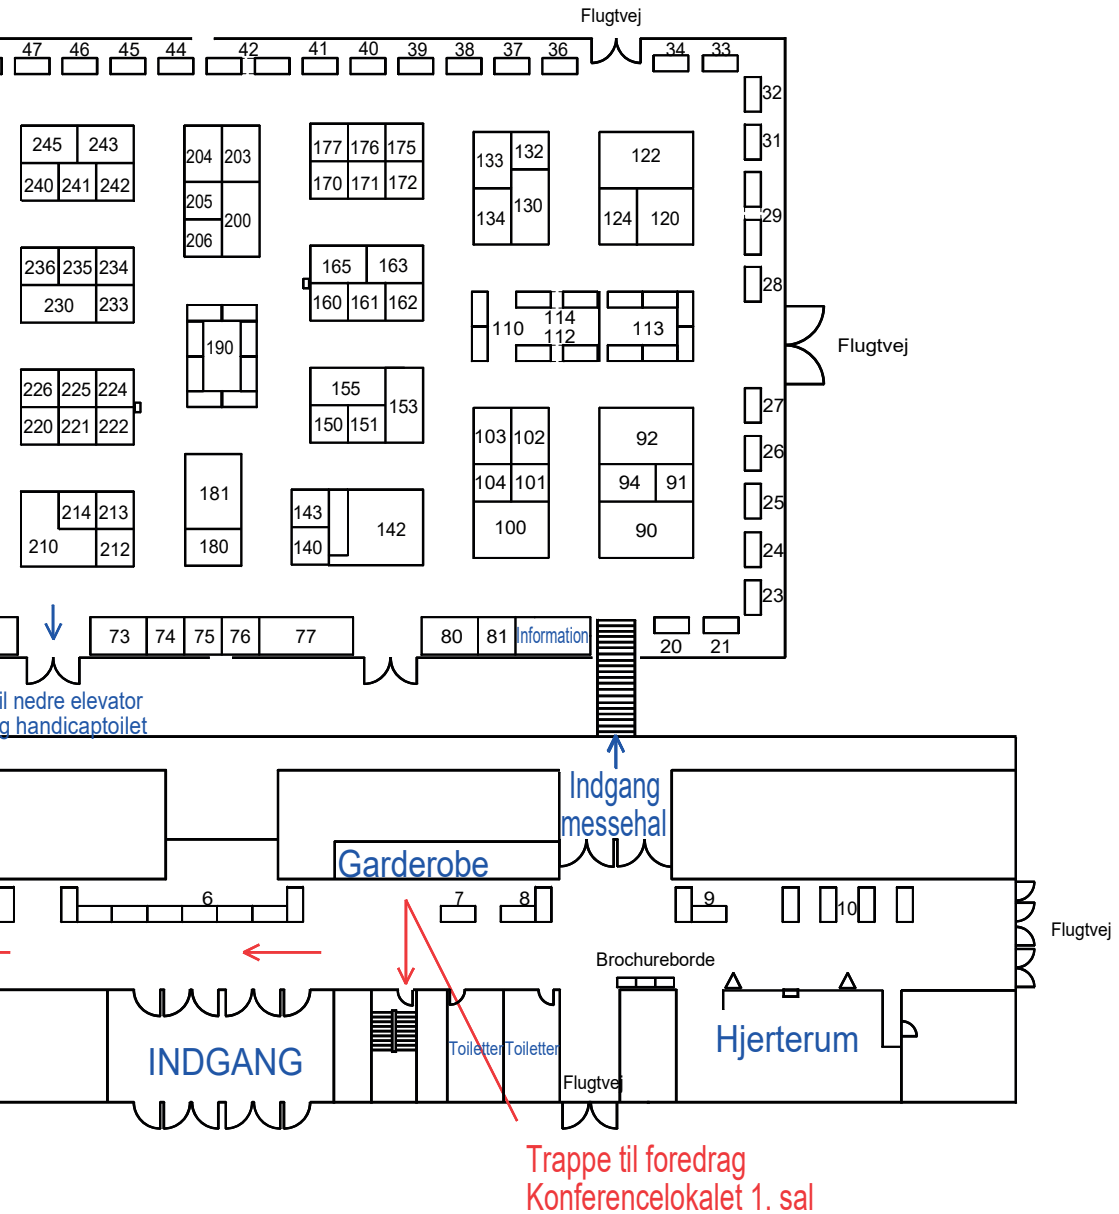 Flugtvej
47 46 45 44 42 41 40 39 38 37 36 34 33
32
31
29
28
245 243
240 241 242
204 203
205 200
206
177 176 175
170 171 172
133 132
134 130
122
124 120
236 235 234
230 233
165 163
160 161 162
190
110 114 113
112
Flugtvej
226 225 224
220 221 222
155 153
150 151
103 102
104 101
100
92
94 91
90
27
26
25
24
23
181
180
214 213
210 212
143 142
140
73 74 75 76 77 80 81 Information
20 21
il nedre elevator
g handicaptoilet
Indgang
messehal
Garderobe
6 7 8 9 10
Flugtvej
Brochureborde
INDGANG
Toiletter Toiletter
Hjerterum
Flugtvej
Trappe til foredrag
Konferencelokalet 1. sal